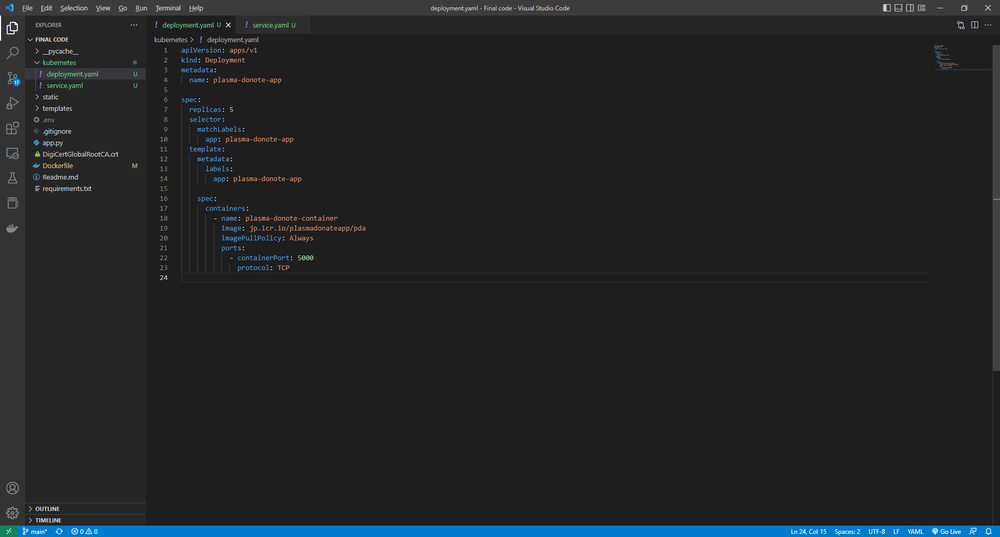 File Edit Selection View Go Run Terminal Help
deployment.yaml - Final code - Visual Studio Code
EXPLORER
FINAL CODE
__pycache__
kubernetes
! deployment.yaml U
! service.yaml U
static
templates
.env
.gitignore
app.py
DigiCertGlobalRootCA.crt
Dockerfile M
Readme.md
requirements.txt
OUTLINE
TIMELINE
17
! deployment.yaml U
! service.yaml U
kubernetes > ! deployment.yaml
1 apiVersion: apps/v1
2 kind: Deployment
3 metadata:
4 name: plasma-donote-app
5
6 spec:
7 replicas: 5
8 selector:
9 matchLabels:
10 app: plasma-donote-app
11 template:
12 metadata:
13 labels:
14 app: plasma-donote-app
15
16 spec:
17 containers:
18 - name: plasma-donote-container
19 image: jp.icr.io/plasmadonateapp/pda
20 imagePullPolicy: Always
21 ports:
22 - containerPort: 5000
23 protocol: TCP
24
main* 0 0
Ln 24, Col 15 Spaces: 2 UTF-8 LF YAML Go Live